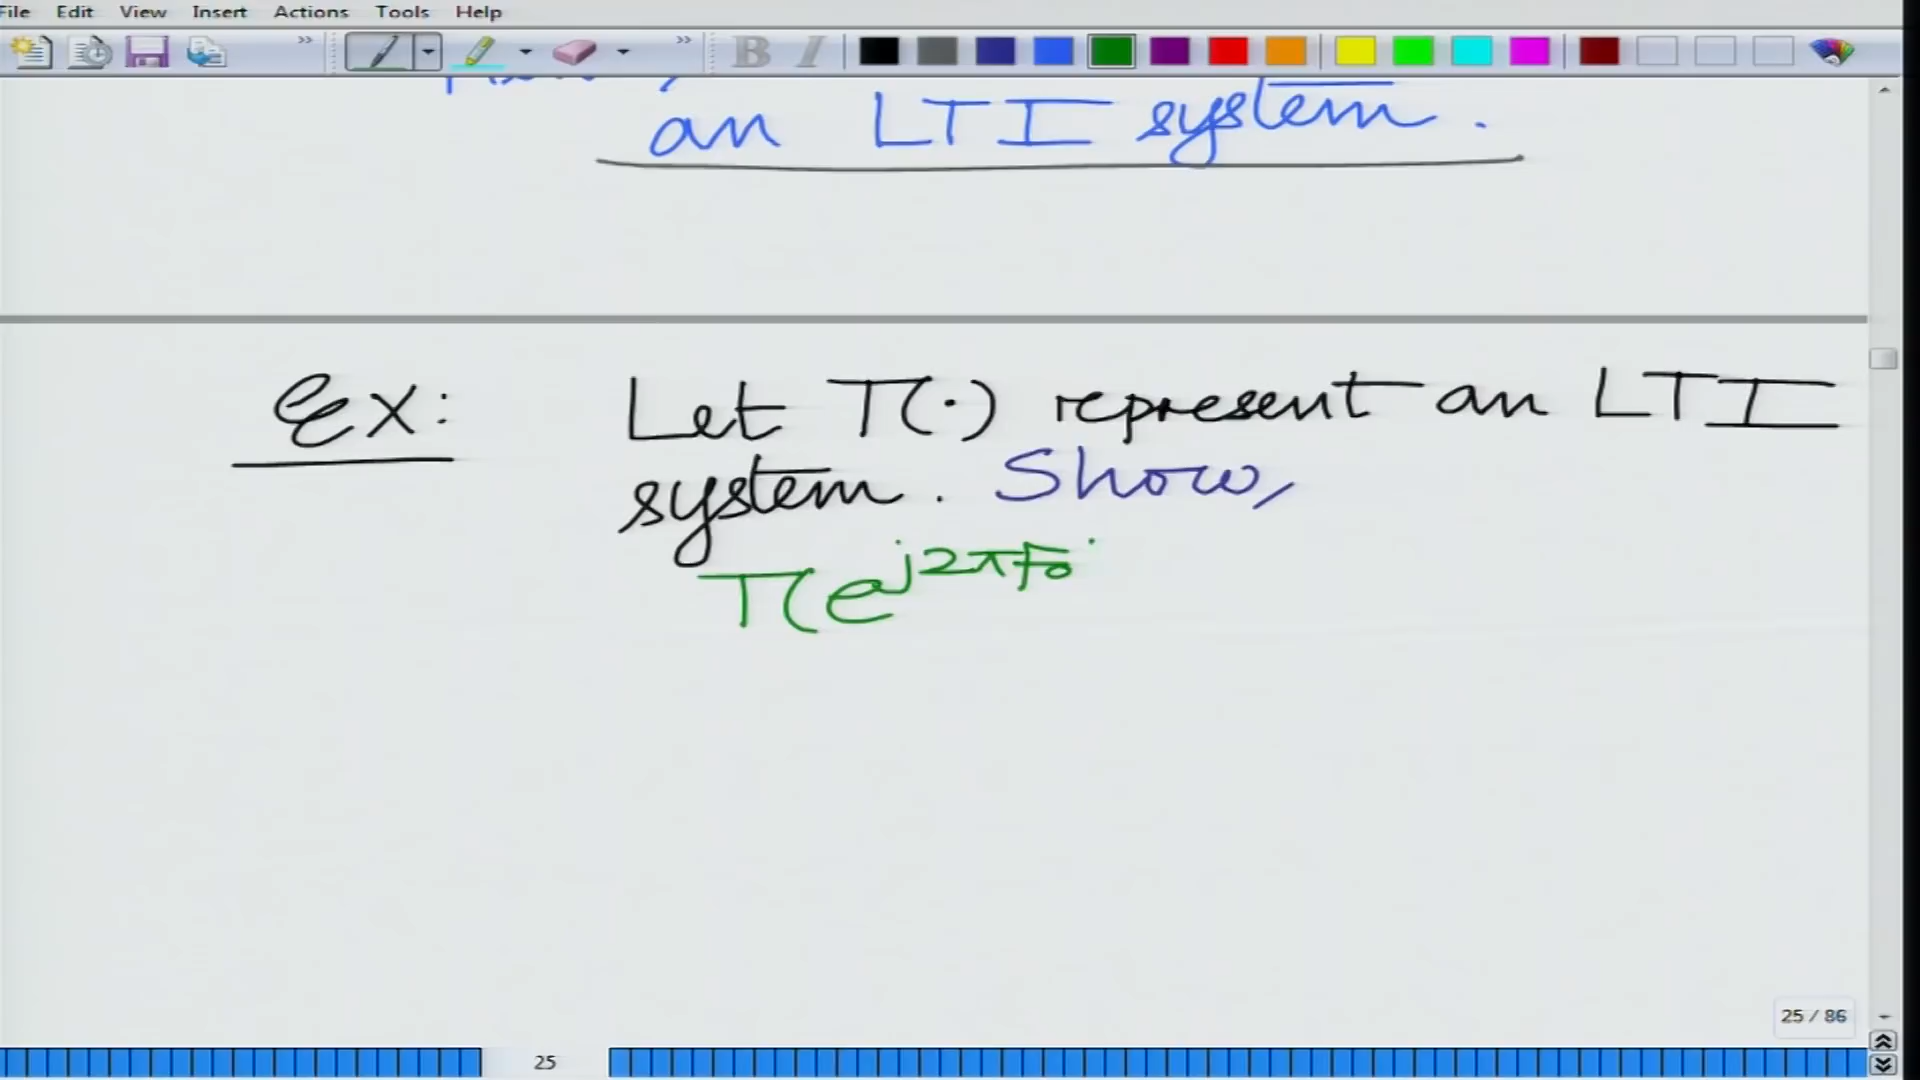 File Edit View Insert Actions Tools Help
B I
an LTI system.
Ex: Let T(·) represent an LTI
system. Show,
T(e^{j2πF₀
25 / 86
25